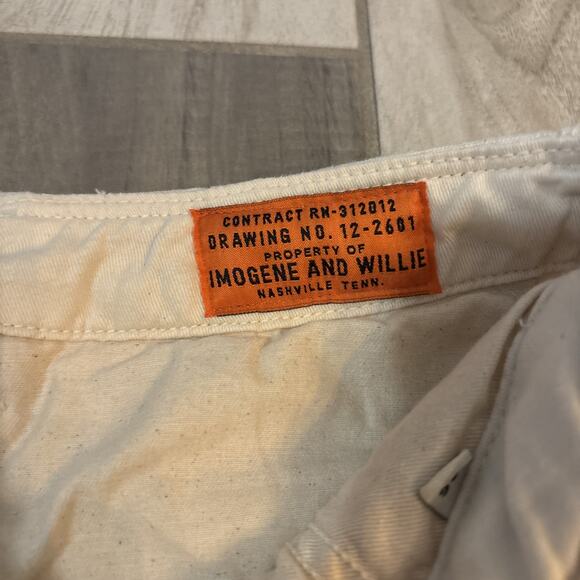 CONTRACT RN-312012
DRAWING NO. 12-2601
PROPERTY OF
IMOGENE AND WILLIE
NASHVILLE TENN.